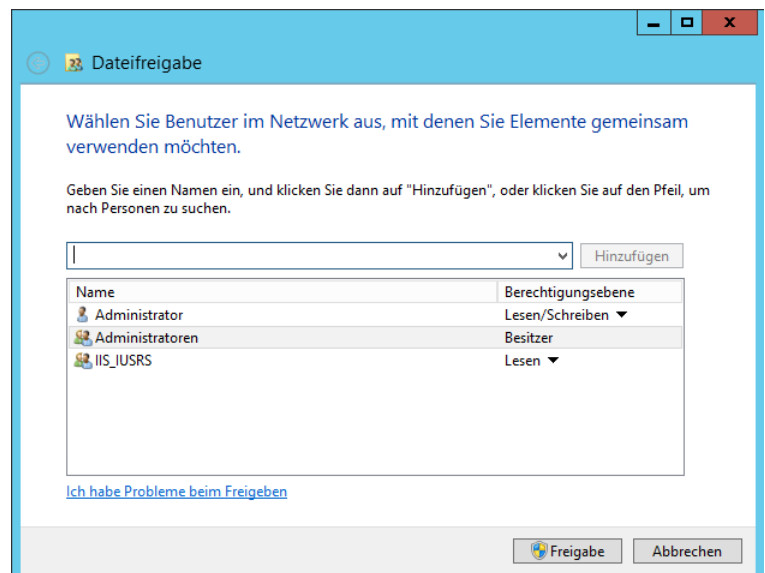 Dateifreigabe
Wählen Sie Benutzer im Netzwerk aus, mit denen Sie Elemente gemeinsam
verwenden möchten.
Geben Sie einen Namen ein, und klicken Sie dann auf "Hinzufügen", oder klicken Sie auf den Pfeil, um
nach Personen zu suchen.
Hinzufügen
Name Berechtigungsebene
Administrator Lesen/Schreiben
Administratoren Besitzer
IIS_IUSRS Lesen
Ich habe Probleme beim Freigeben
Freigabe Abbrechen